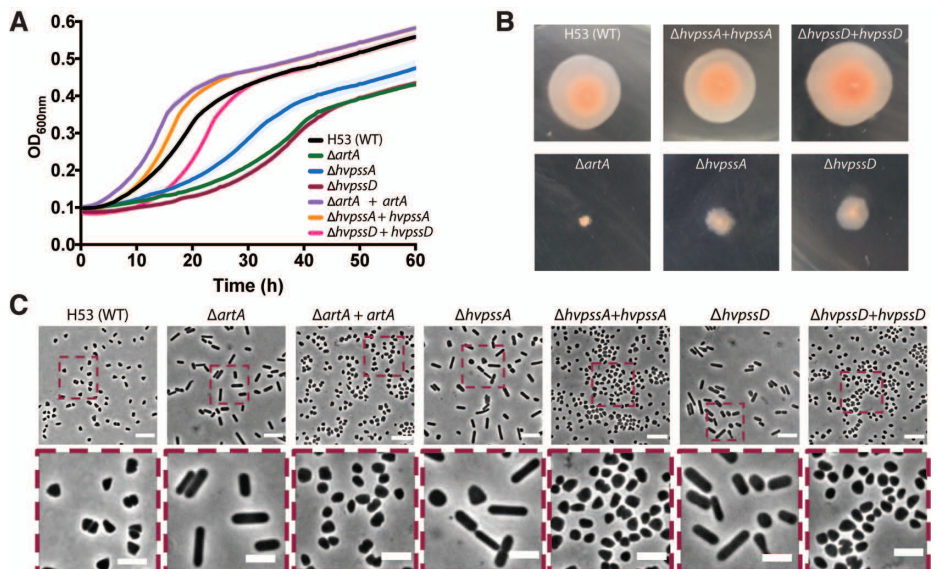 A
0.6
0.5
0.4
0.3
0.2
0.1
0.0
OD600nm
0
10
20
30
40
50
60
Time (h)
H53 (WT)
ΔartA
ΔhvpssA
ΔhvpssD
ΔartA + artA
ΔhvpssA + hvpssA
ΔhvpssD + hvpssD
B
H53 (WT)
ΔhvpssA+hvpssA
ΔhvpssD+hvpssD
ΔartA
ΔhvpssA
ΔhvpssD
C
H53 (WT)
ΔartA
ΔartA + artA
ΔhvpssA
ΔhvpssA+hvpssA
ΔhvpssD
ΔhvpssD+hvpssD